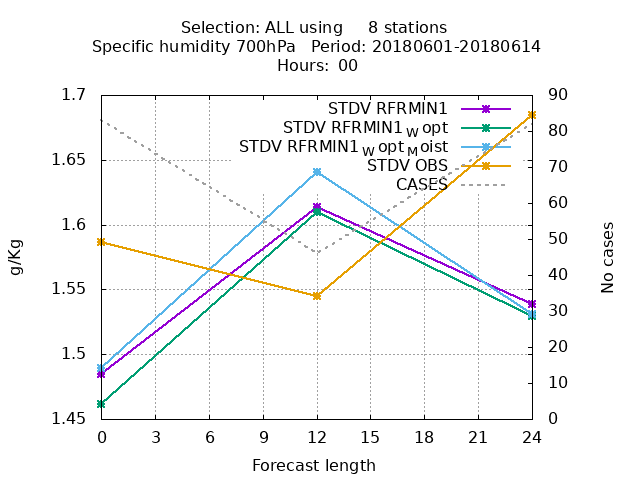 Selection: ALL using 8 stations
Specific humidity 700hPa Period: 20180601-20180614
Hours: 00
1.7
1.65
1.6
1.55
1.5
1.45
g/Kg
90
80
70
60
50
40
30
20
10
0
No cases
STDV RFRMIN1
STDV RFRMIN1W opt
STDV RFRMIN1W optM oist
STDV OBS
CASES
0 3 6 9 12 15 18 21 24
Forecast length